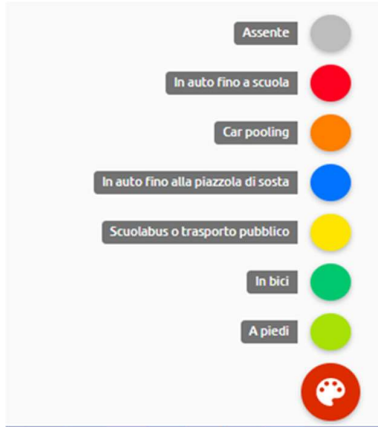 Assente
In auto fino a scuola
Car pooling
In auto fino alla piazzola di sosta
Scuolabus o trasporto pubblico
In bici
A piedi